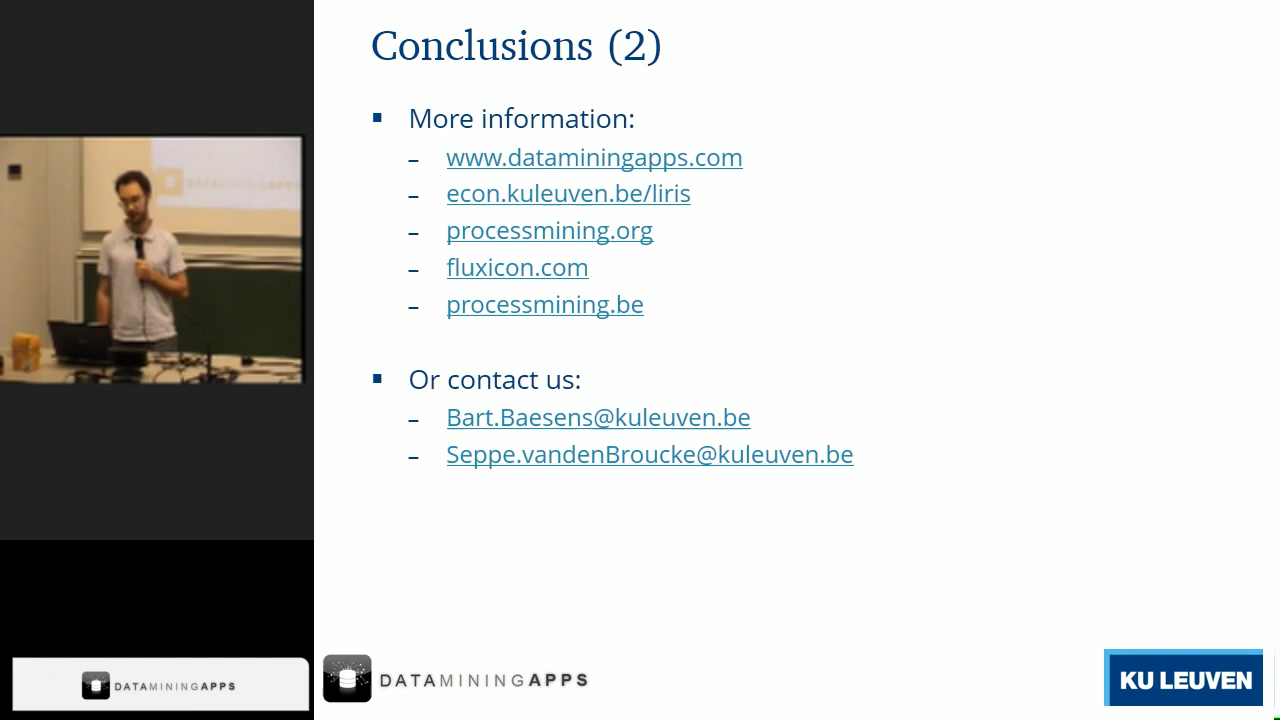 Conclusions (2)
▪ More information:
– www.dataminingapps.com
– econ.kuleuven.be/liris
– processmining.org
– fluxicon.com
– processmining.be
▪ Or contact us:
– Bart.Baesens@kuleuven.be
– Seppe.vandenBroucke@kuleuven.be
DATAMININGAPPS
DATAMININGAPPS
KU LEUVEN